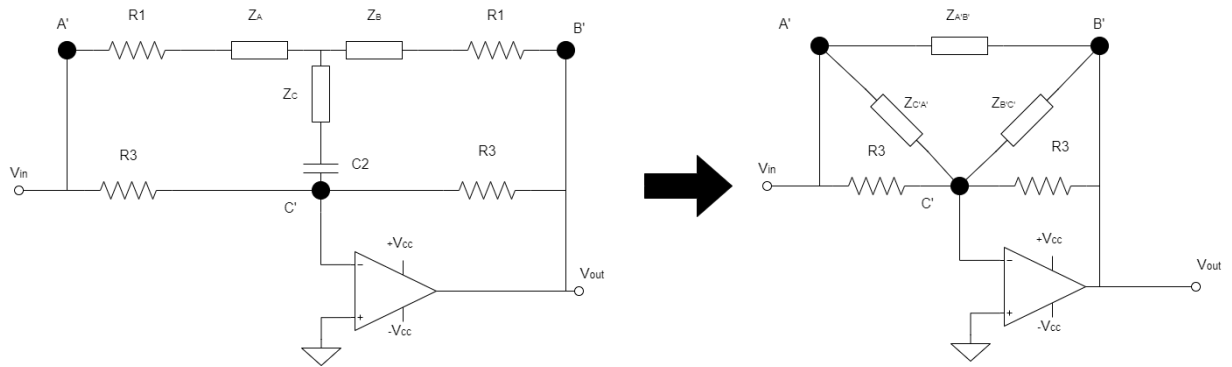 R1 ZA ZB R1
A' B'
ZC
R3 C2 R3
Vin
C'
+Vcc
−
Vout
+
-Vcc
ZA'B'
A' B'
ZC'A' ZB'C'
R3 R3
Vin
C'
+Vcc
−
Vout
+
-Vcc